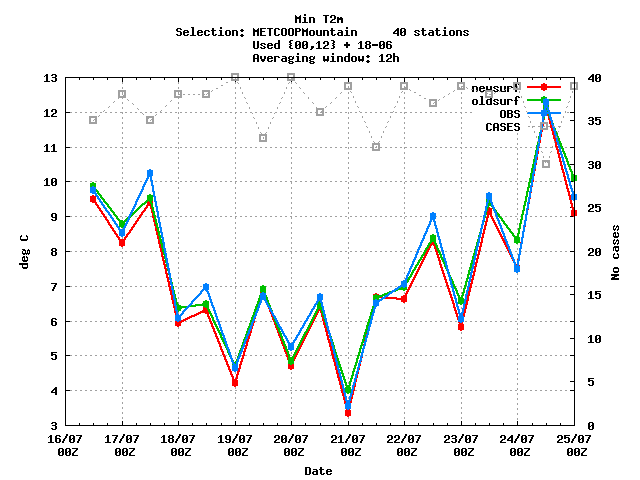 Min T2m
Selection: METCOOPMountain 40 stations
Used {00,12} + 18-06
Averaging window: 12h
13 40
newsurf
oldsurf
OBS
CASES
12 35
11
10 30
9 25
8 20
7 15
6 10
5
4 5
3 0
deg C
No cases
16/07 17/07 18/07 19/07 20/07 21/07 22/07 23/07 24/07 25/07
00Z 00Z 00Z 00Z 00Z 00Z 00Z 00Z 00Z 00Z
Date